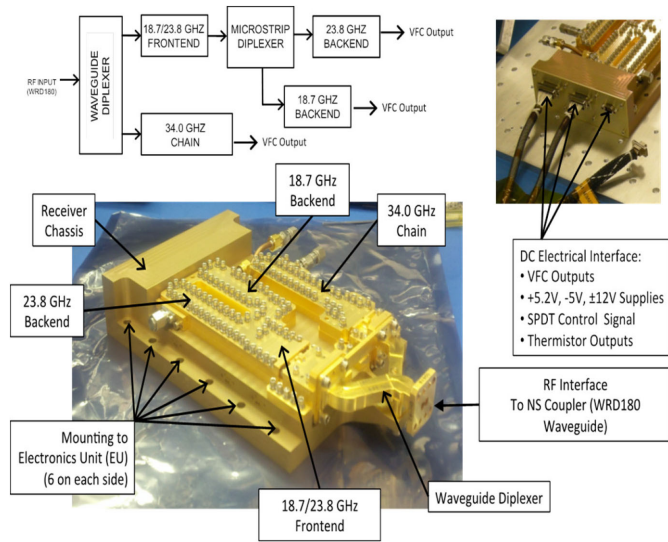 RF INPUT
(WRD180)
WAVEGUIDE
DIPLEXER
18.7/23.8 GHZ
FRONTEND
MICROSTRIP
DIPLEXER
23.8 GHZ
BACKEND
VFC Output
18.7 GHZ
BACKEND
VFC Output
34.0 GHZ
CHAIN
VFC Output
18.7 GHz
Backend
Receiver
Chassis
34.0 GHz
Chain
23.8 GHz
Backend
DC Electrical Interface:
• VFC Outputs
• +5.2V, -5V, ±12V Supplies
• SPDT Control Signal
• Thermistor Outputs
RF Interface
To NS Coupler (WRD180
Waveguide)
Mounting to
Electronics Unit (EU)
(6 on each side)
Waveguide Diplexer
18.7/23.8 GHz
Frontend